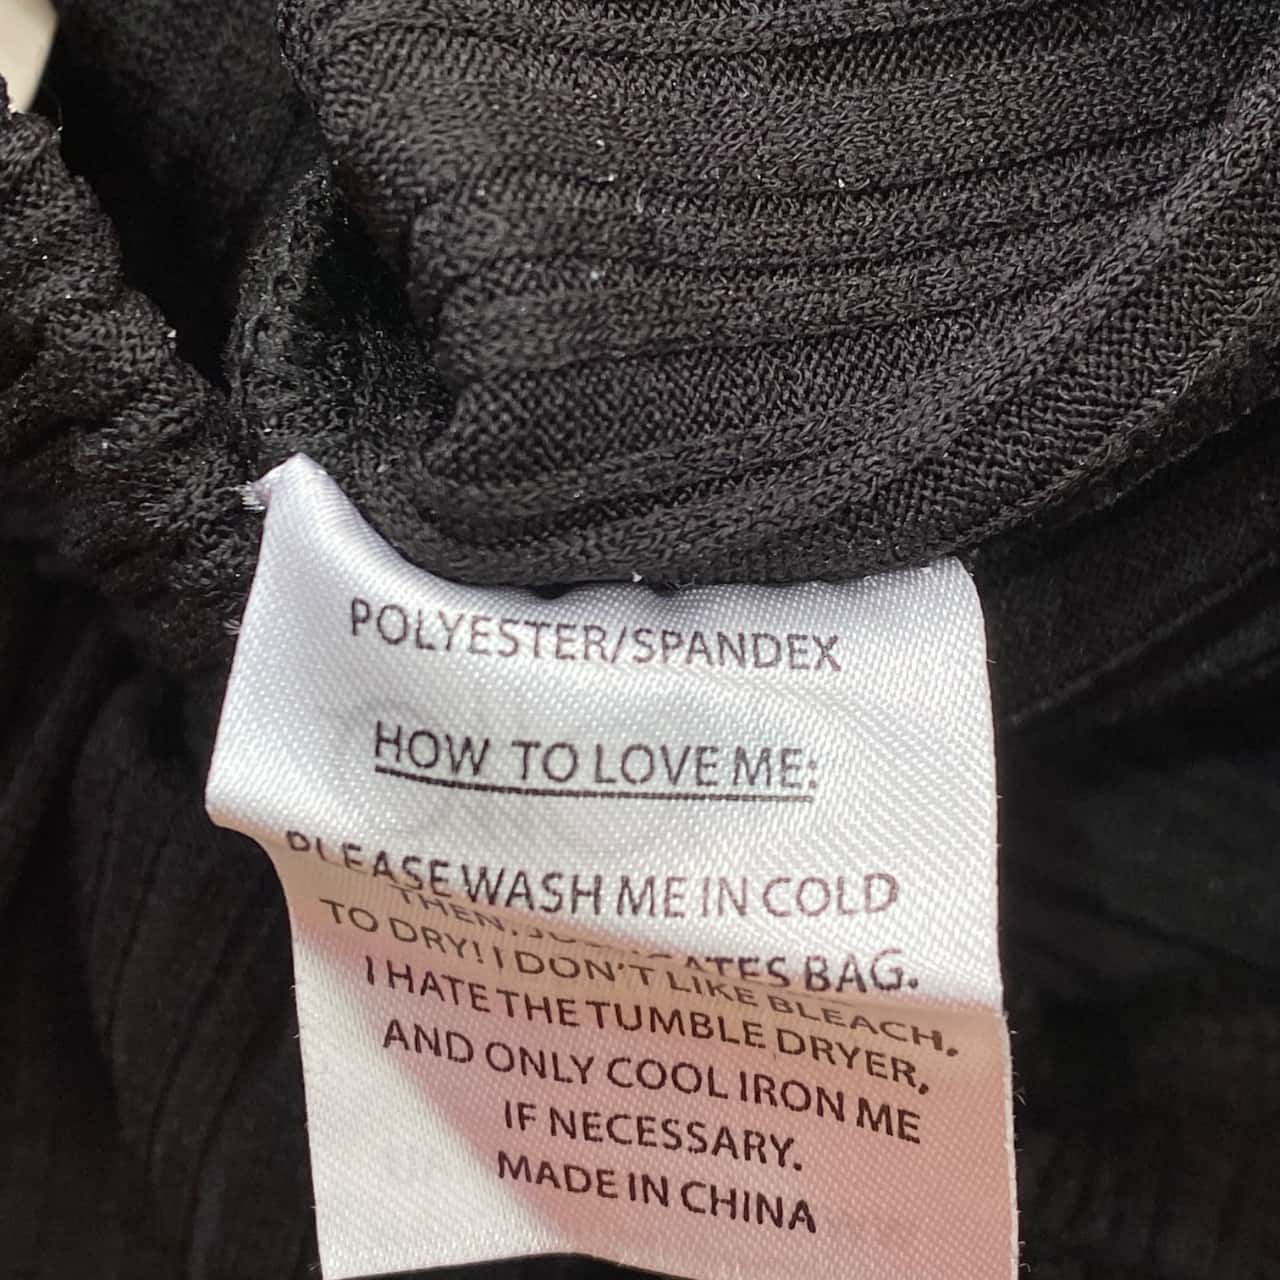 POLYESTER/SPANDEX
HOW TO LOVE ME:
PLEASE WASH ME IN COLD
BAG.
THEN,
TO DRY! I DON'T LIKE BLEACH.
I HATE THE TUMBLE DRYER,
AND ONLY COOL IRON ME
IF NECESSARY.
MADE IN CHINA